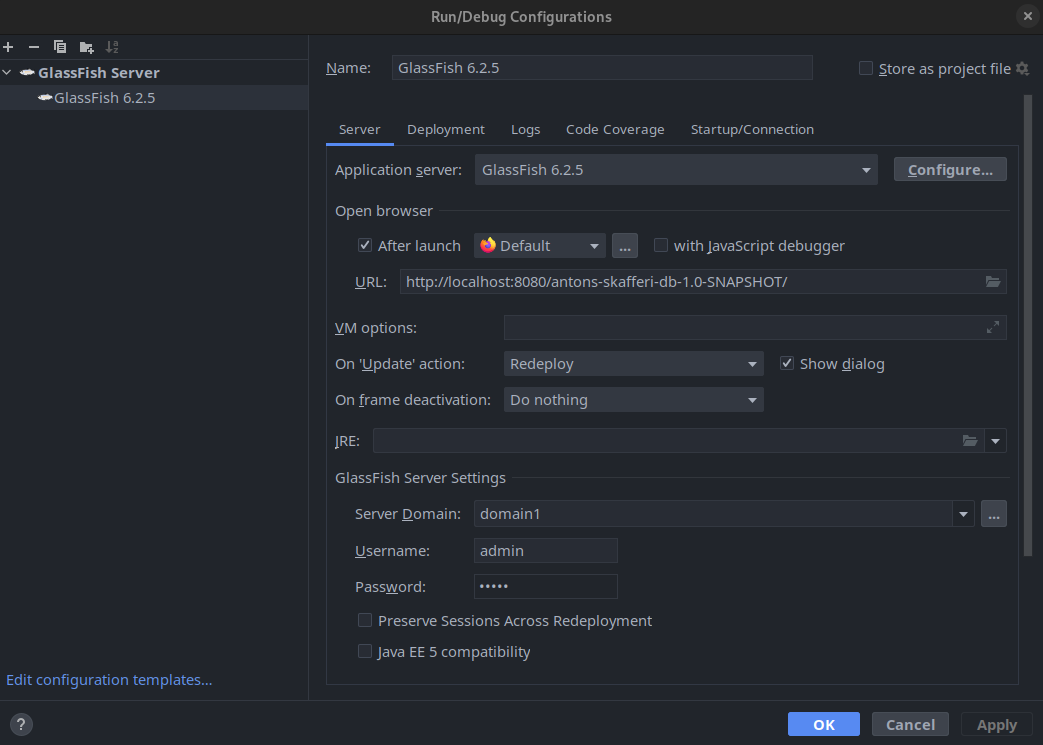 Run/Debug Configurations
GlassFish Server
GlassFish 6.2.5
Name: GlassFish 6.2.5 Store as project file
Server Deployment Logs Code Coverage Startup/Connection
Application server: GlassFish 6.2.5 Configure...
Open browser
After launch Default ... with JavaScript debugger
URL: http://localhost:8080/antons-skafferi-db-1.0-SNAPSHOT/
VM options:
On 'Update' action: Redeploy Show dialog
On frame deactivation: Do nothing
JRE:
GlassFish Server Settings
Server Domain: domain1 ...
Username: admin
Password: •••••
Preserve Sessions Across Redeployment
Java EE 5 compatibility
Edit configuration templates...
? OK Cancel Apply